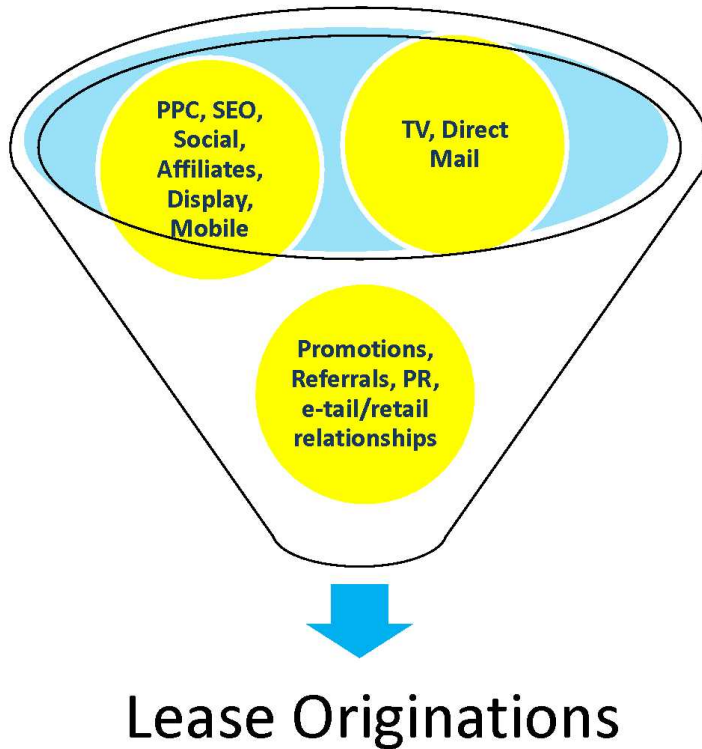 PPC, SEO,
Social,
Affiliates,
Display,
Mobile
TV, Direct
Mail
Promotions,
Referrals, PR,
e-tail/retail
relationships
Lease Originations